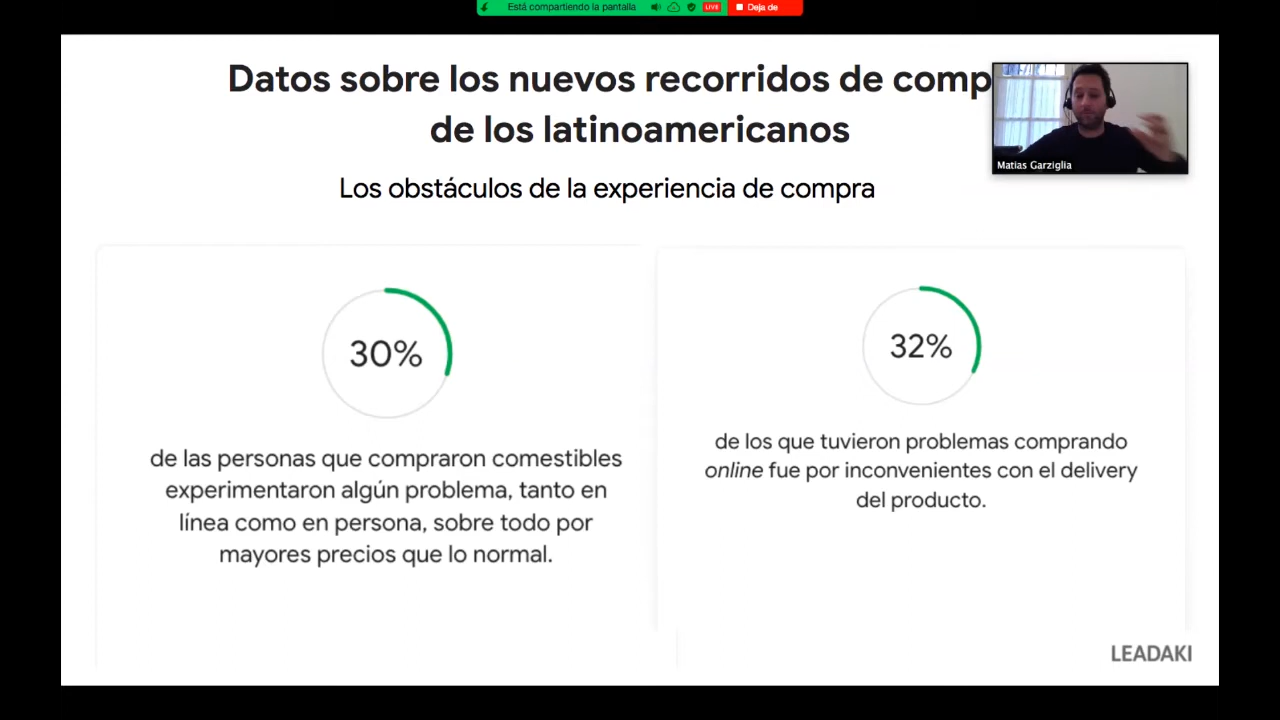 Está compartiendo la pantalla
LIVE
Deja de
Datos sobre los nuevos recorridos de comp
de los latinoamericanos
Matias Garziglia
Los obstáculos de la experiencia de compra
30%
de las personas que compraron comestibles
experimentaron algún problema, tanto en
línea como en persona, sobre todo por
mayores precios que lo normal.
32%
de los que tuvieron problemas comprando
online fue por inconvenientes con el delivery
del producto.
LEADAKI